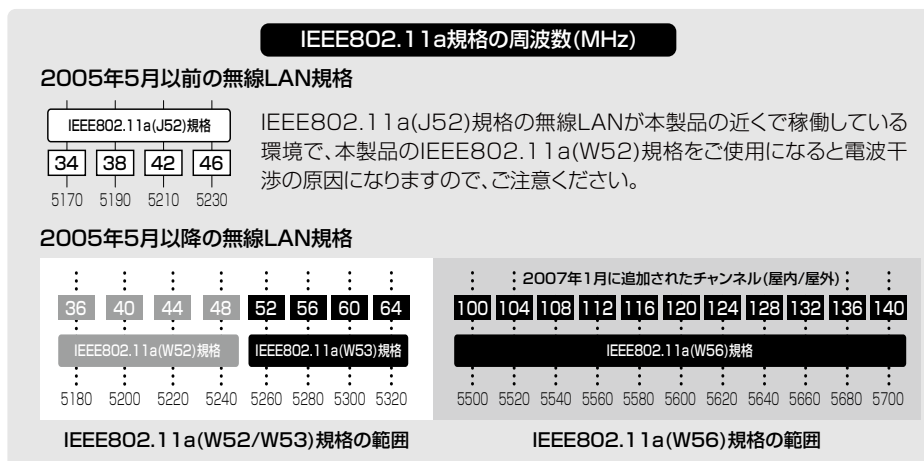 IEEE802.11a規格の周波数(MHz)
2005年5月以前の無線LAN規格
IEEE802.11a(J52)規格
34 38 42 46
5170 5190 5210 5230
IEEE802.11a(J52)規格の無線LANが本製品の近くで稼働している
環境で、本製品のIEEE802.11a(W52)規格をご使用になると電波干
渉の原因になりますので、ご注意ください。
2005年5月以降の無線LAN規格
36 40 44 48 52 56 60 64
IEEE802.11a(W52)規格 IEEE802.11a(W53)規格
5180 5200 5220 5240 5260 5280 5300 5320
IEEE802.11a(W52/W53)規格の範囲
2007年1月に追加されたチャンネル(屋内/屋外)
100 104 108 112 116 120 124 128 132 136 140
IEEE802.11a(W56)規格
5500 5520 5540 5560 5580 5600 5620 5640 5660 5680 5700
IEEE802.11a(W56)規格の範囲